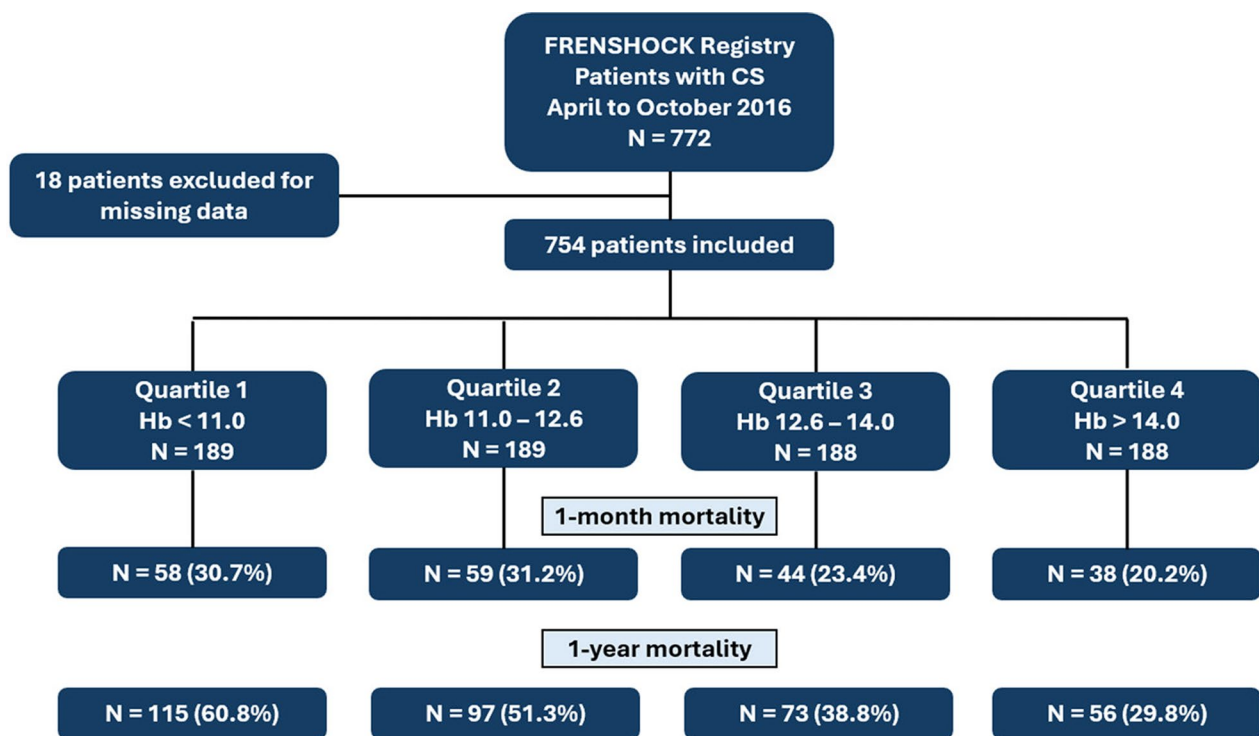 FRENSHOCK Registry
Patients with CS
April to October 2016
N = 772
18 patients excluded for
missing data
754 patients included
Quartile 1
Hb < 11.0
N = 189
Quartile 2
Hb 11.0 – 12.6
N = 189
Quartile 3
Hb 12.6 – 14.0
N = 188
Quartile 4
Hb > 14.0
N = 188
1-month mortality
N = 58 (30.7%)
N = 59 (31.2%)
N = 44 (23.4%)
N = 38 (20.2%)
1-year mortality
N = 115 (60.8%)
N = 97 (51.3%)
N = 73 (38.8%)
N = 56 (29.8%)